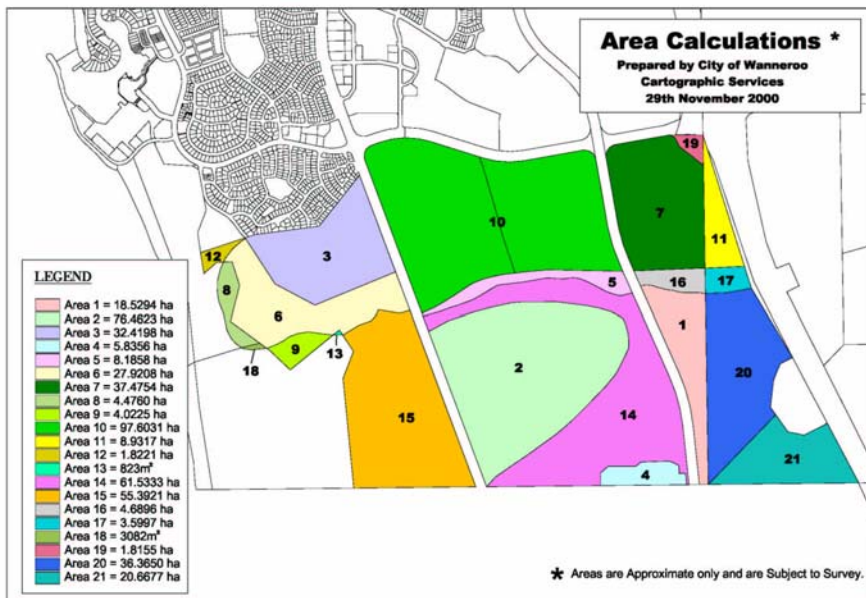 Area Calculations *
Prepared by City of Wanneroo
Cartographic Services
29th November 2000
19
7
11
10
3
12
8
6
5
16
17
1
9
13
18
2
20
15
14
21
4
LEGEND
Area 1 = 18.5294 ha
Area 2 = 76.4623 ha
Area 3 = 32.4198 ha
Area 4 = 5.8356 ha
Area 5 = 8.1858 ha
Area 6 = 27.9208 ha
Area 7 = 37.4754 ha
Area 8 = 4.4760 ha
Area 9 = 4.0225 ha
Area 10 = 97.6031 ha
Area 11 = 8.9317 ha
Area 12 = 1.8221 ha
Area 13 = 823m²
Area 14 = 61.5333 ha
Area 15 = 55.3921 ha
Area 16 = 4.6896 ha
Area 17 = 3.5997 ha
Area 18 = 3082m²
Area 19 = 1.8155 ha
Area 20 = 36.3650 ha
Area 21 = 20.6677 ha
* Areas are Approximate only and are Subject to Survey.